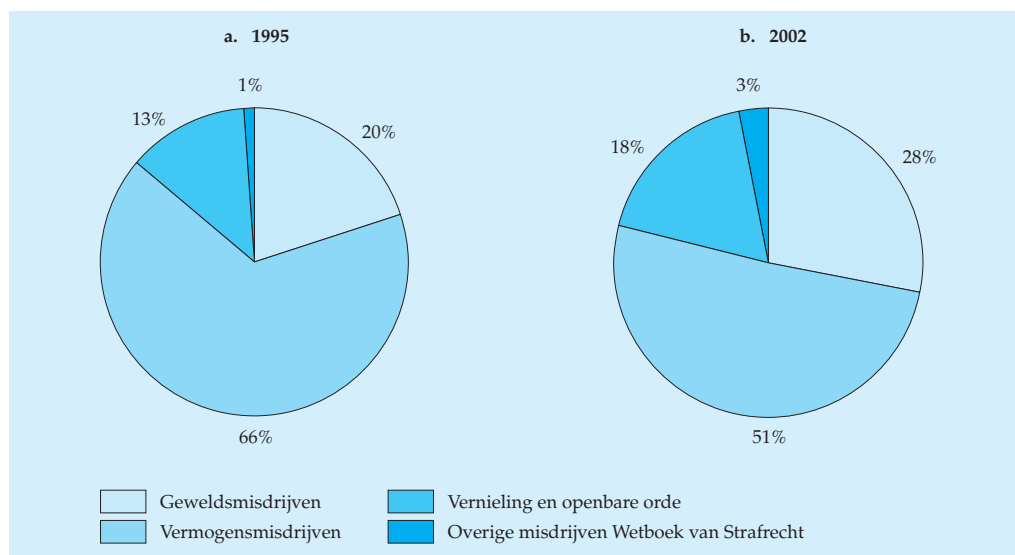 a. 1995
b. 2002
1%
13%
20%
66%
3%
18%
28%
51%
Geweldsmisdrijven
Vermogensmisdrijven
Vernieling en openbare orde
Overige misdrijven Wetboek van Strafrecht